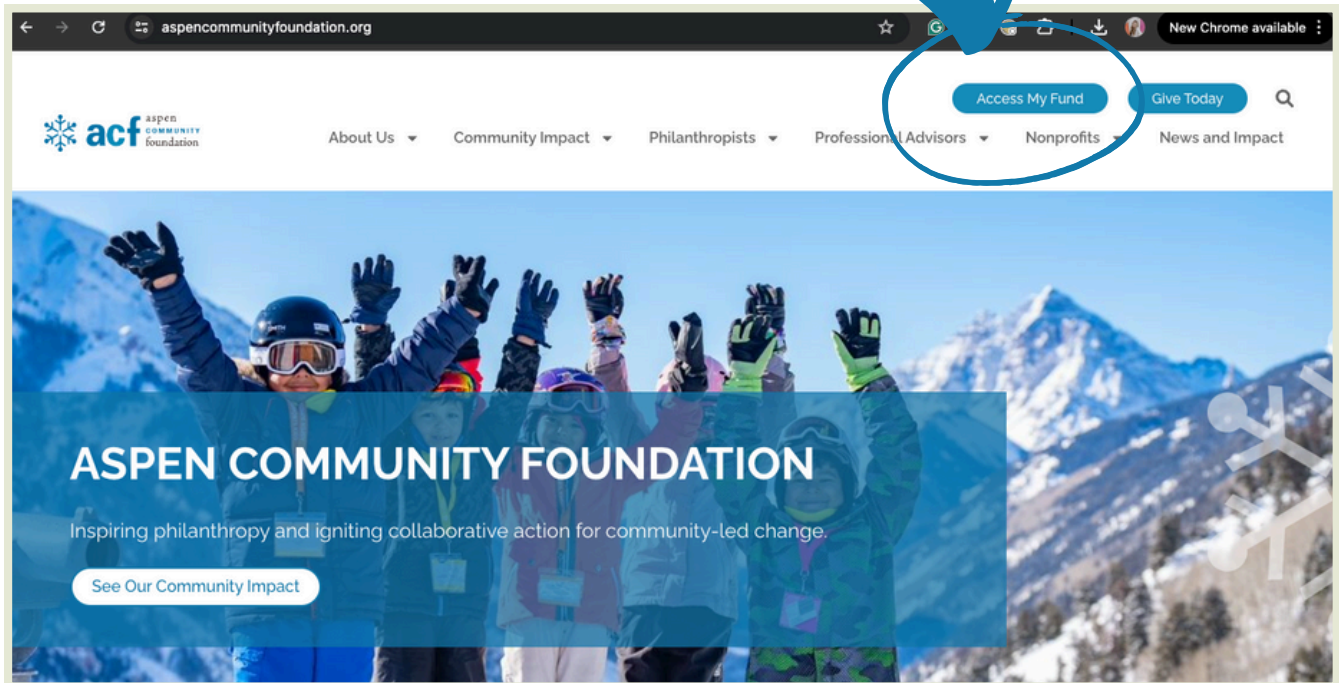 aspencommunityfoundation.org
New Chrome available
Access My Fund
Give Today
acf
aspen
COMMUNITY
foundation
About Us
Community Impact
Philanthropists
Professional Advisors
Nonprofits
News and Impact
SMITH
ASPEN COMMUNITY FOUNDATION
Inspiring philanthropy and igniting collaborative action for community-led change.
See Our Community Impact